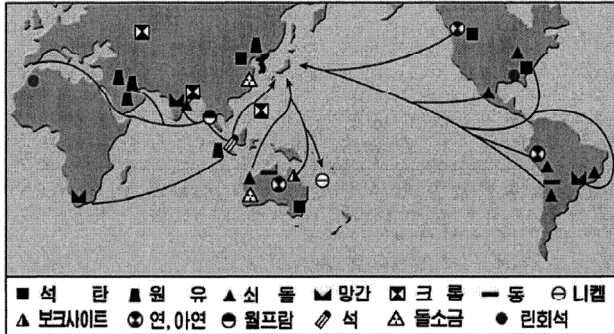 석 탄 원 유 쇠 돌 망간 크 롬 동 니켈
보크사이트 연, 아연 월프람 석 돌소금 린회석